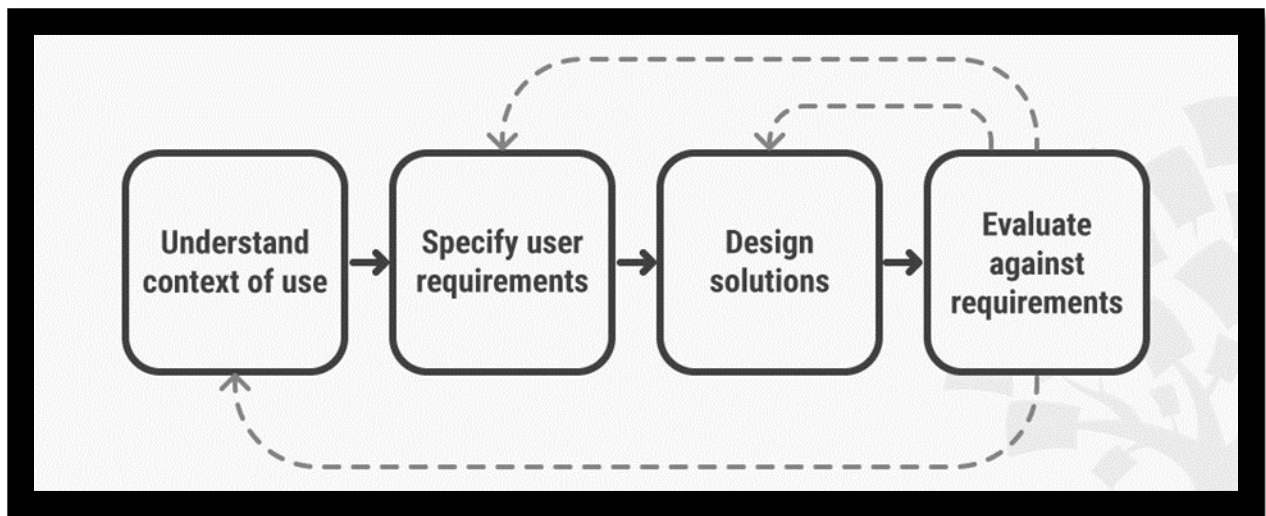 Understand
context of use
Specify user
requirements
Design
solutions
Evaluate
against
requirements